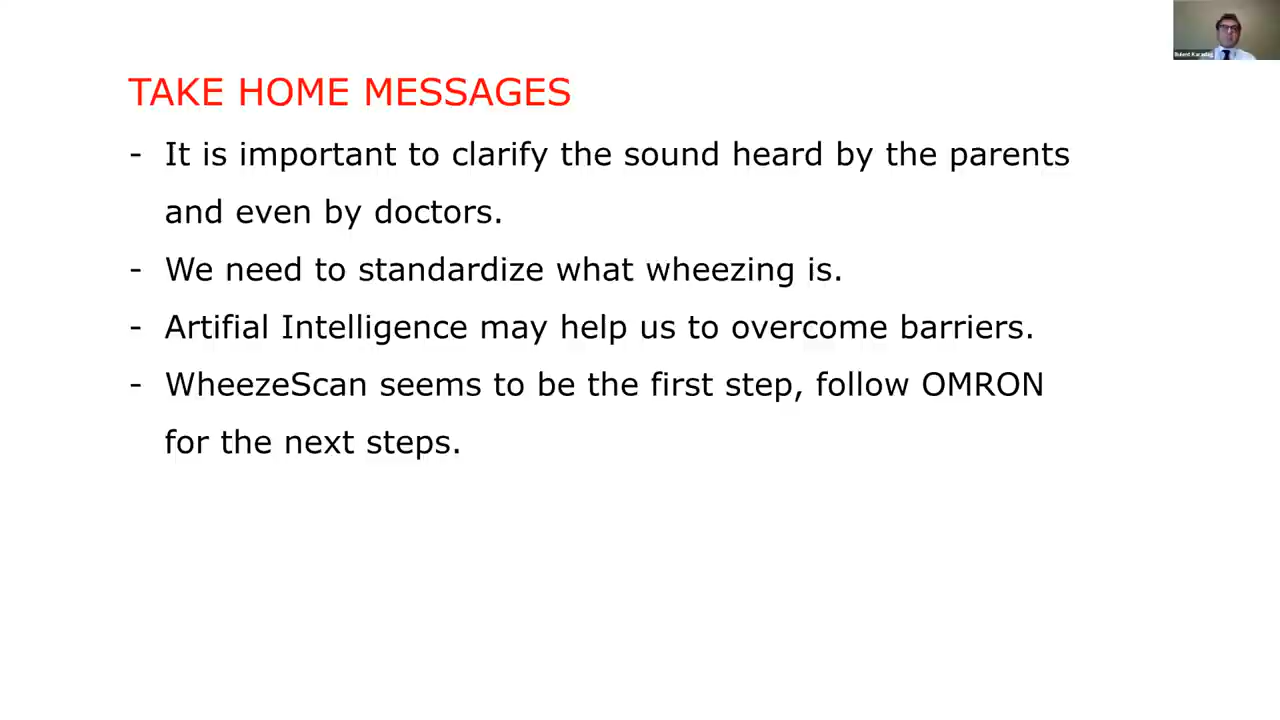 Bulent Karadag
TAKE HOME MESSAGES
- It is important to clarify the sound heard by the parents
and even by doctors.
- We need to standardize what wheezing is.
- Artifial Intelligence may help us to overcome barriers.
- WheezeScan seems to be the first step, follow OMRON
for the next steps.